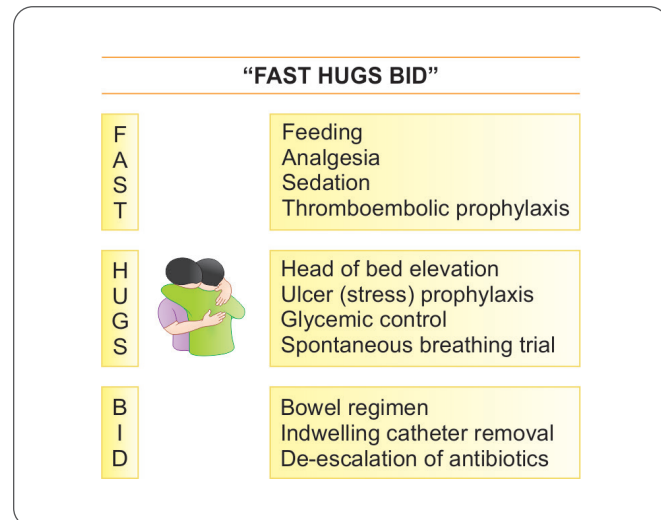 “FAST HUGS BID”
F
A
S
T
Feeding
Analgesia
Sedation
Thromboembolic prophylaxis
H
U
G
S
Head of bed elevation
Ulcer (stress) prophylaxis
Glycemic control
Spontaneous breathing trial
B
I
D
Bowel regimen
Indwelling catheter removal
De-escalation of antibiotics